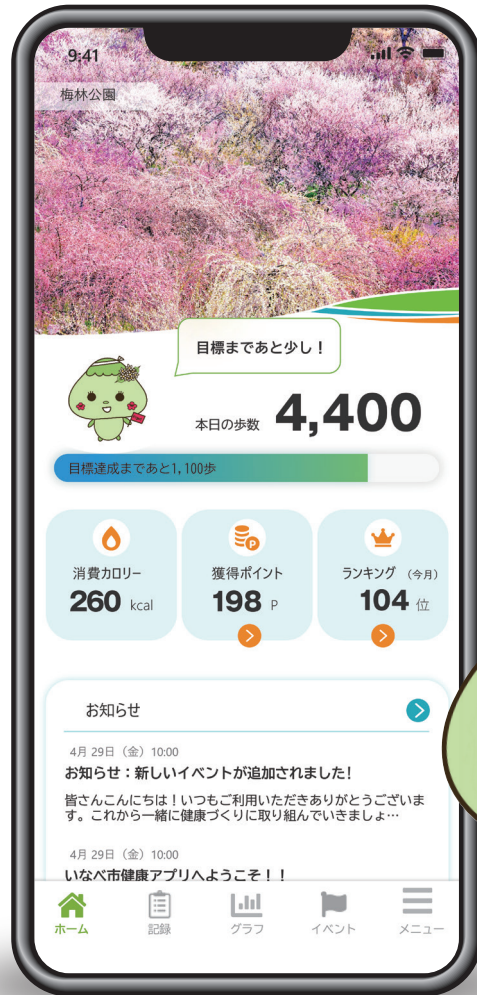 9:41
梅林公園
目標まであと少し！
本日の歩数 4,400
目標達成まであと1,100歩
消費カロリー
260 kcal
獲得ポイント
198 P
ランキング （今月）
104 位
お知らせ
4月 29日（金）10:00
お知らせ：新しいイベントが追加されました!
皆さんこんにちは！いつもご利用いただきありがとうございま
す。これから一緒に健康づくりに取り組んでいきましょ…
4月 29日（金）10:00
いなべ市健康アプリへようこそ！！
ホーム
記録
グラフ
イベント
メニュー